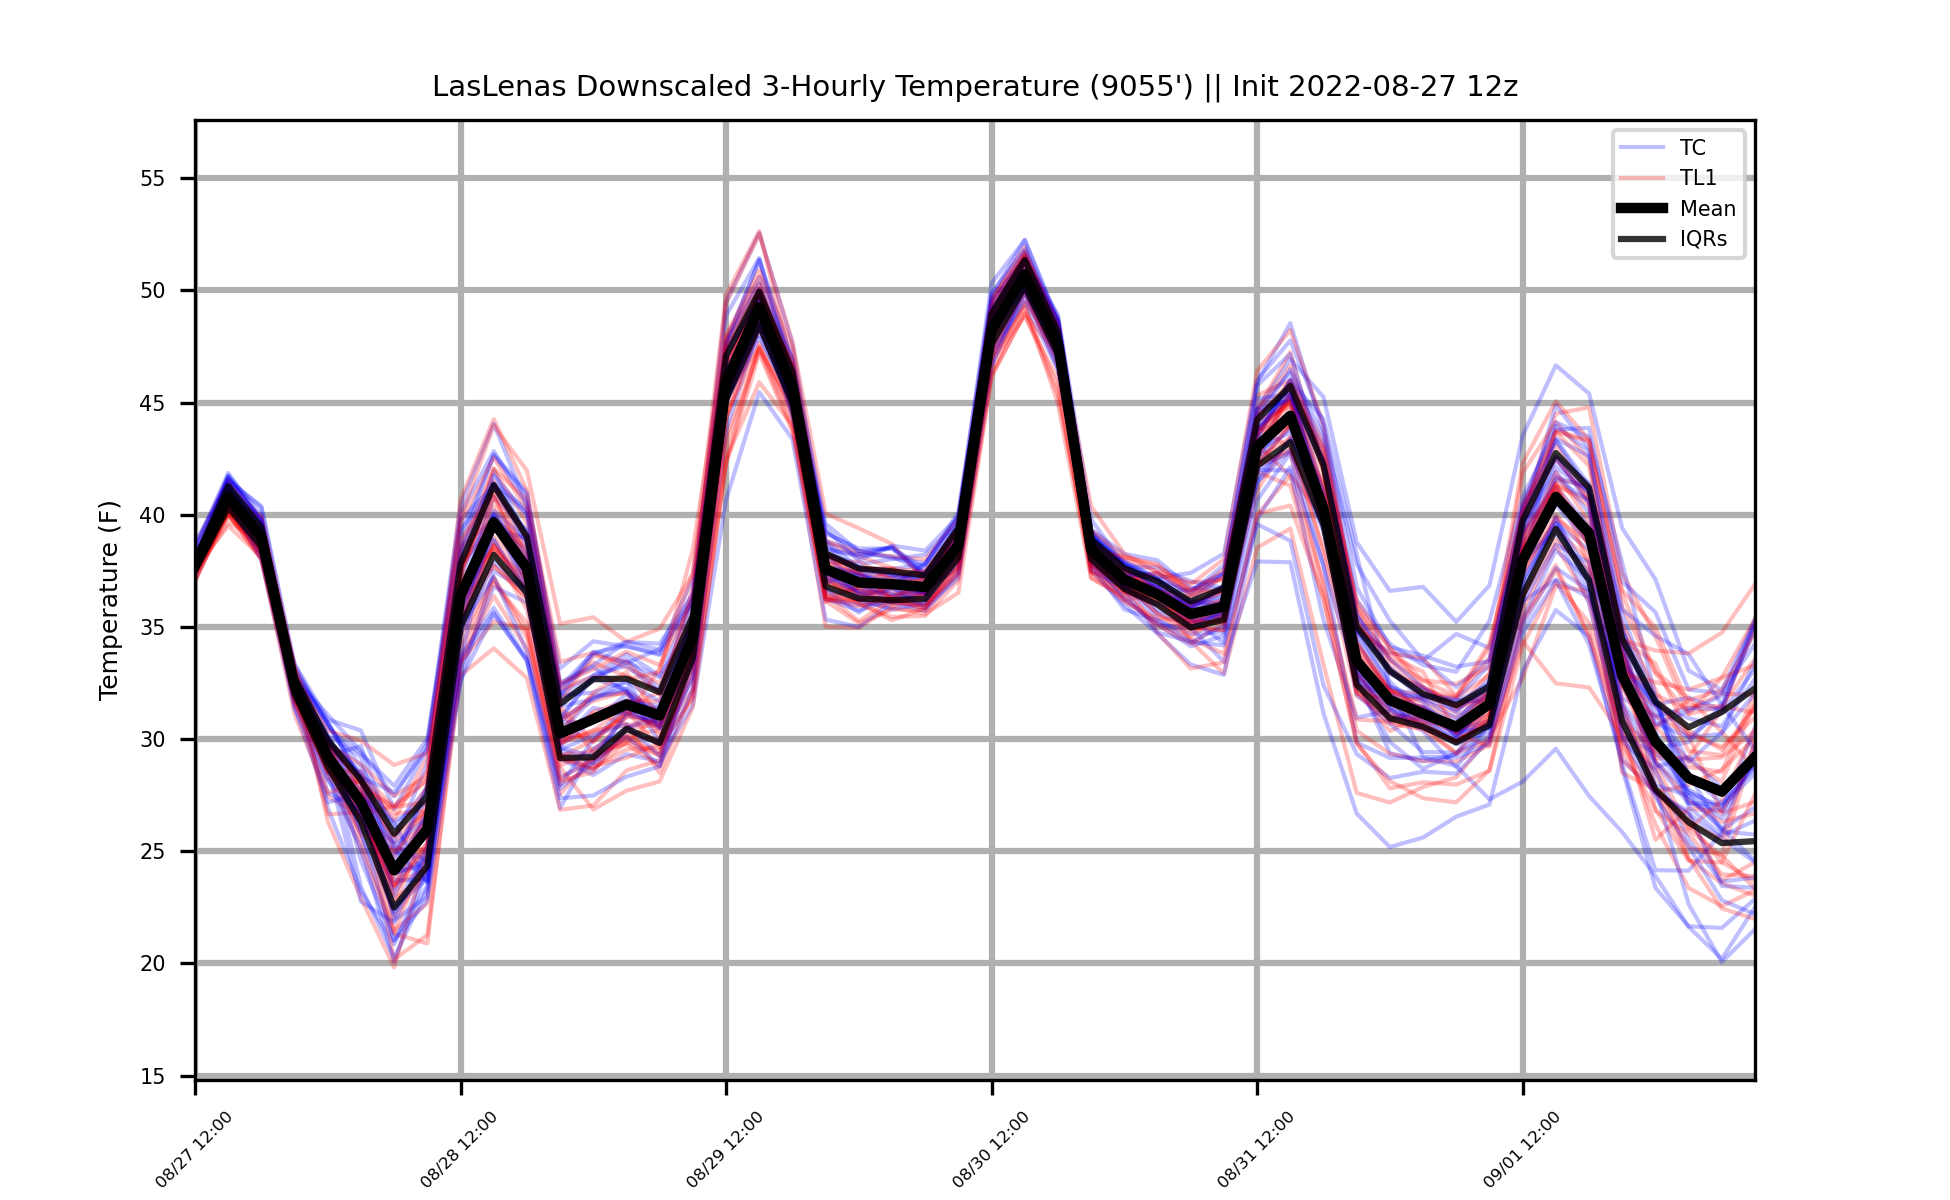 LasLenas Downscaled 3-Hourly Temperature (9055') || Init 2022-08-27 12z
TC
TL1
Mean
IQRs
Temperature (F)
55
50
45
40
35
30
25
20
15
08/27 12:00
08/28 12:00
08/29 12:00
08/30 12:00
08/31 12:00
09/01 12:00